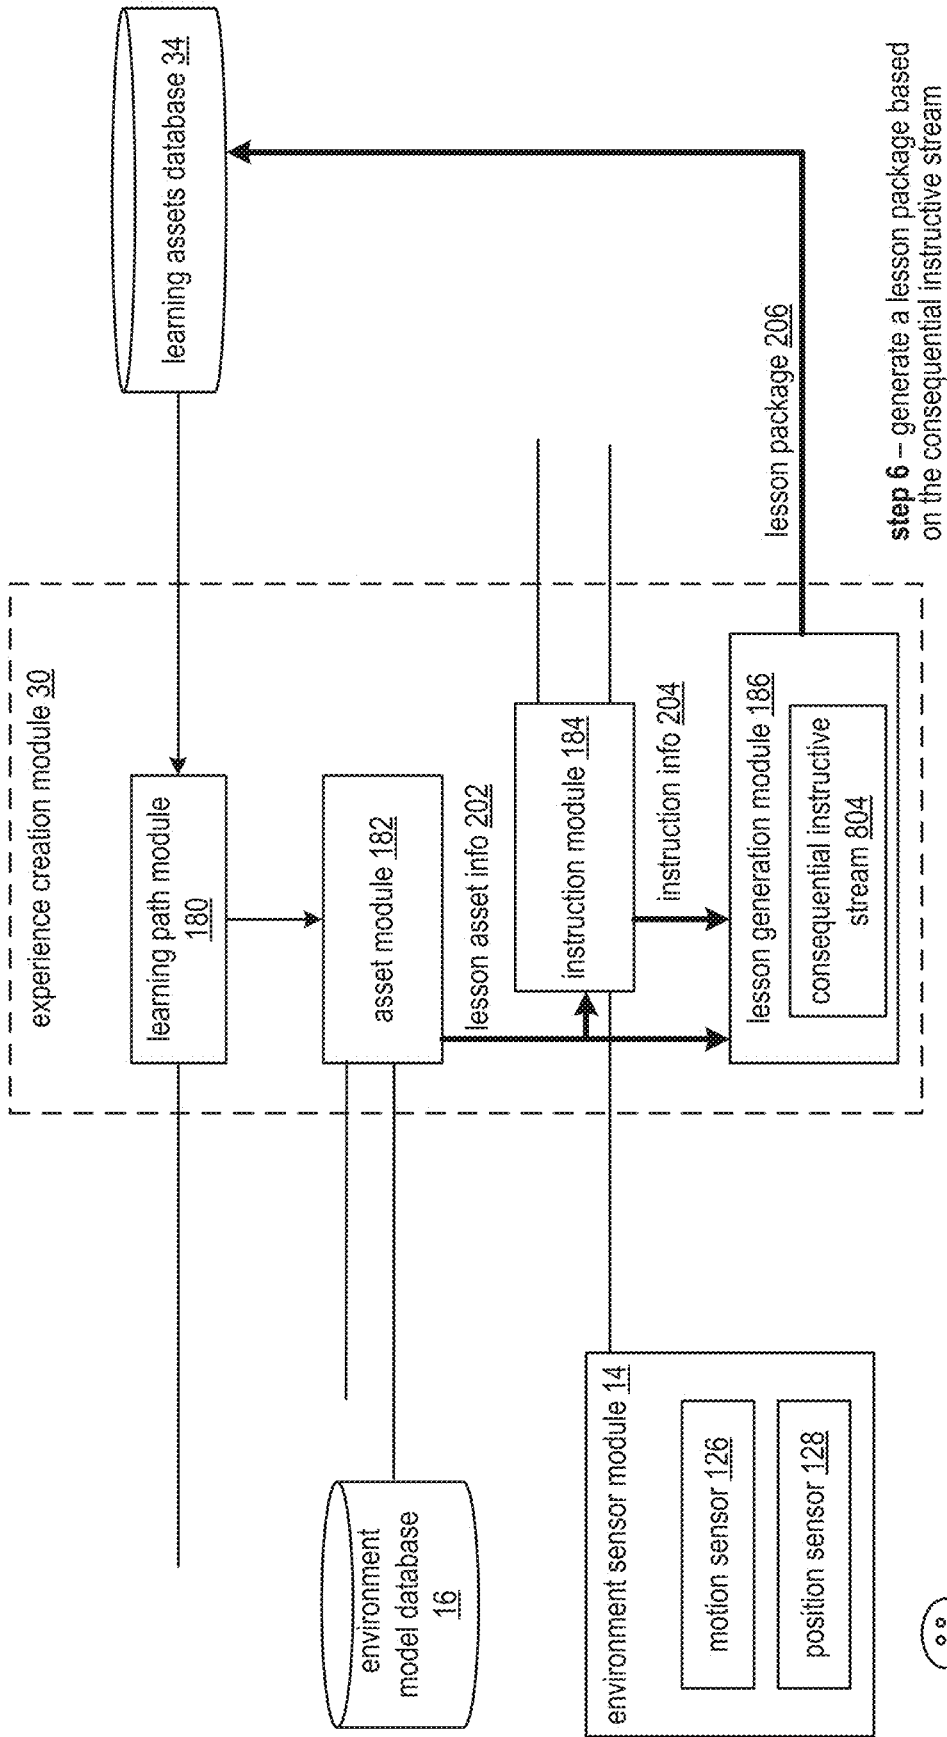 experience creation module 30
learning path module
180
learning assets database 34
environment
model database
16
asset module 182
lesson asset info 202
environment sensor module 14
motion sensor 126
position sensor 128
instruction module 184
instruction info 204
lesson generation module 186
consequential instructive
stream 804
lesson package 206
step 6 – generate a lesson package based
on the consequential instructive stream